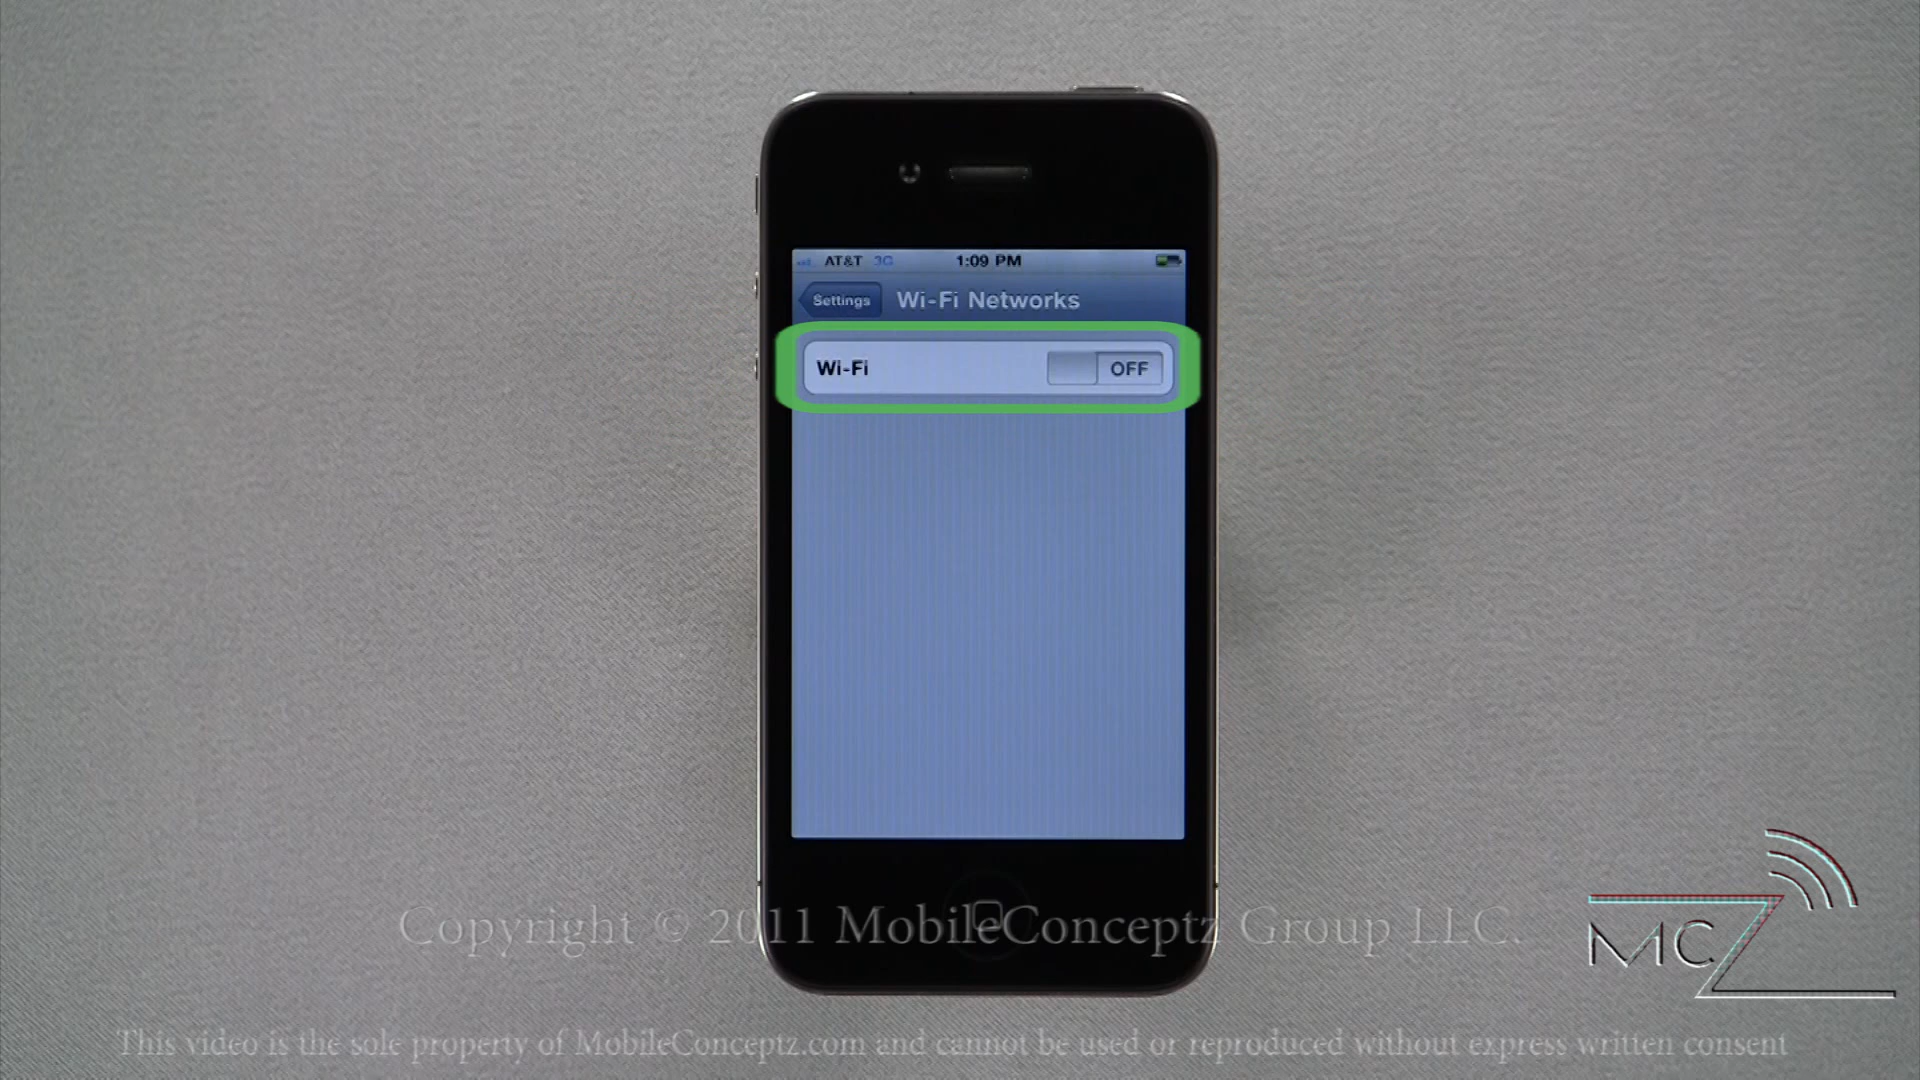 AT&T 3G 1:09 PM
Settings Wi-Fi Networks
Wi-Fi OFF
Copyright © 2011 MobileConceptz Group LLC.
MCZ
This video is the sole property of MobileConceptz.com and cannot be used or reproduced without express written consent